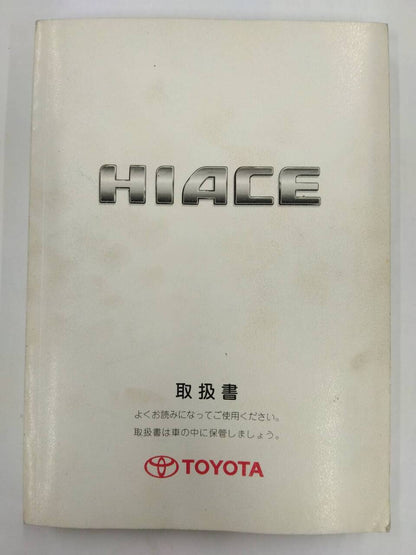 HIACE
取扱書
よくお読みになってご使用ください。
取扱書は車の中に保管しましょう。
TOYOTA